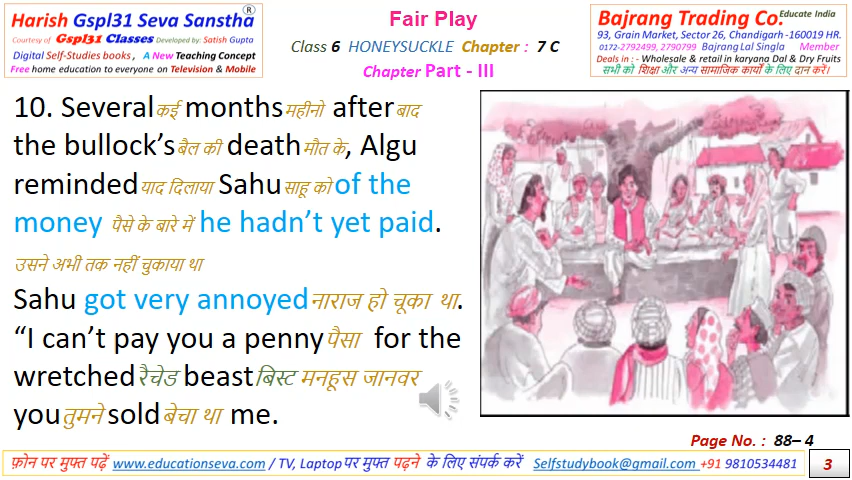 Harish Gspl31 Seva Sanstha ®
Courtesy of Gspl31 Classes Developed by: Satish Gupta
Digital Self-Studies books, A New Teaching Concept
Free home education to everyone on Television & Mobile
Fair Play
Class 6 HONEYSUCKLE Chapter : 7 C
Chapter Part - III
Bajrang Trading Co. Educate India
93, Grain Market, Sector 26, Chandigarh -160019 HR.
0172-2792499, 2790799 Bajrang Lal Singla Member
Deals in : - Wholesale & retail in karyana Dal & Dry Fruits
सभी को शिक्षा और अन्य सामाजिक कार्यों के लिए दान करें।
10. Several कई months महीनो after बाद
the bullock’s बैल की death मौत के, Algu
reminded याद दिलाया Sahu साहू को of the
money पैसे के बारे में he hadn’t yet paid.
उसने अभी तक नहीं चुकाया था
Sahu got very annoyed नाराज हो चूका था.
“I can’t pay you a penny पैसा for the
wretched रैचेड beast बिस्ट मनहूस जानवर
you तुमने sold बेचा था me.
Page No. : 88– 4
फ़ोन पर मुफ्त पढ़ें www.educationseva.com / TV, Laptop पर मुफ्त पढ़ने के लिए संपर्क करें Selfstudybook@gmail.com +91 9810534481
3